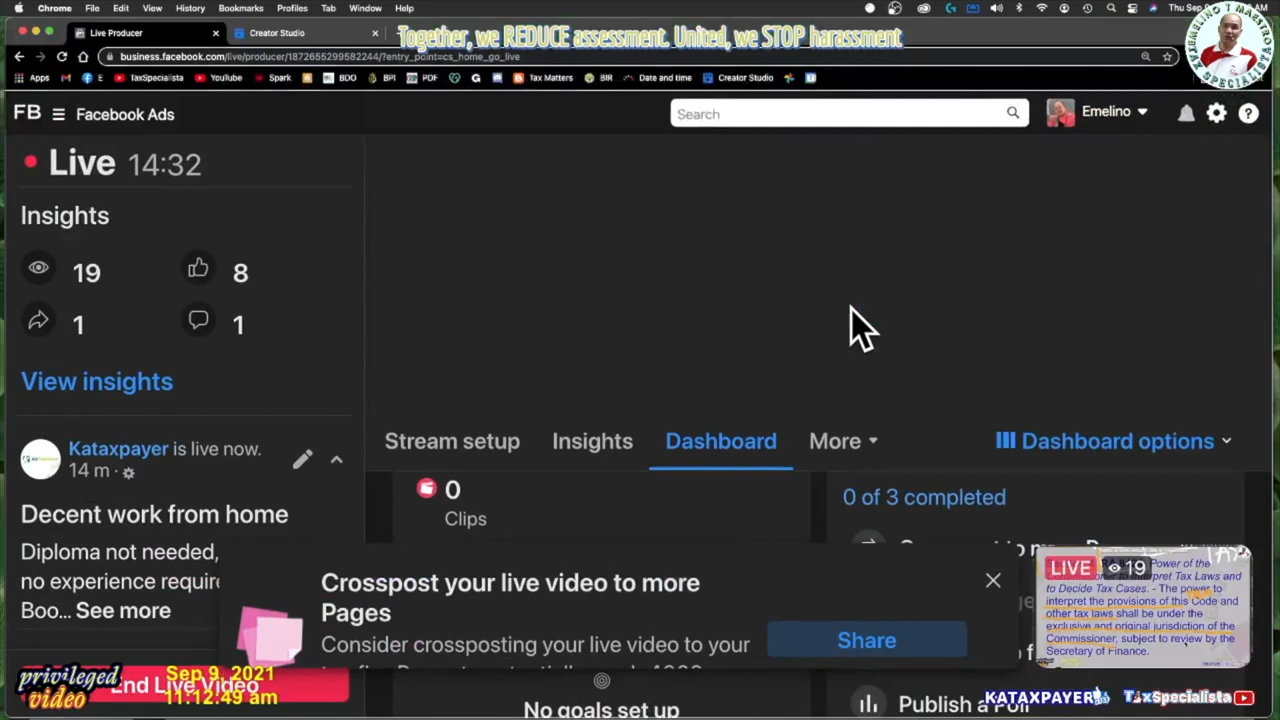 Chrome File Edit View History Bookmarks Profiles Tab Window Help
Live Producer
Creator Studio
Together, we REDUCE assessment. United, we STOP harassment
business.facebook.com/live/producer/1872655299582244/?entry_point=cs_home_go_live
Apps
TaxSpecialista
YouTube
Spark
BDO
BPI
PDF
Tax Matters
BIR
Date and time
Creator Studio
FB Facebook Ads
Search
Emelino
Live 14:32
Insights
19
8
1
1
View insights
Kataxpayer is live now.
14 m ·
Decent work from home
Diploma not needed,
no experience require
Boo... See more
End Live Video
Stream setup
Insights
Dashboard
More
Dashboard options
0
Clips
0 of 3 completed
Crosspost your live video to more
Pages
Consider crossposting your live video to your
Share
No goals set up
Publish a Poll
LIVE 19
Power of the
Interpret Tax Laws and
to Decide Tax Cases. - The power to
interpret the provisions of this Code and
other tax laws shall be under the
exclusive and original jurisdiction of the
Commissioner, subject to review by the
Secretary of Finance.
privileged
video
Sep 9, 2021
11:12:49 am
KATAXPAYER
TaxSpecialista